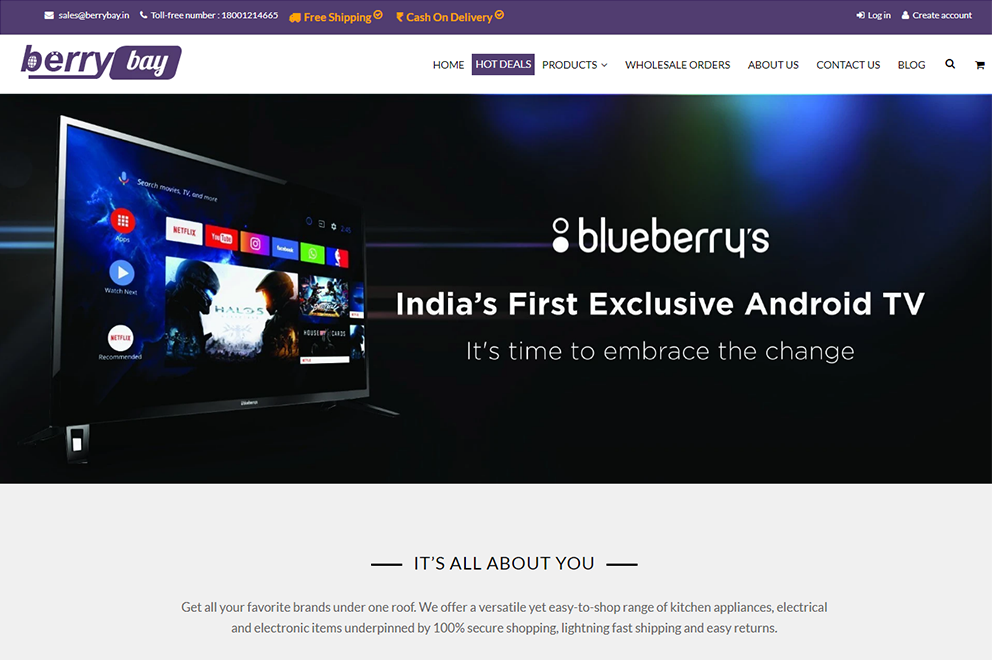 sales@berrybay.in Toll-free number : 18001214665 Free Shipping ₹ Cash On Delivery Log in Create account
berry bay
HOME HOT DEALS PRODUCTS WHOLESALE ORDERS ABOUT US CONTACT US BLOG
Search movies, TV, and more
2:45
Apps
NETFLIX YouTube facebook
Watch Next
HALO 5
HOUSE OF CARDS
NETFLIX
Recommended
blueberry's
blueberry's
India's First Exclusive Android TV
It's time to embrace the change
IT'S ALL ABOUT YOU
Get all your favorite brands under one roof. We offer a versatile yet easy-to-shop range of kitchen appliances, electrical
and electronic items underpinned by 100% secure shopping, lightning fast shipping and easy returns.